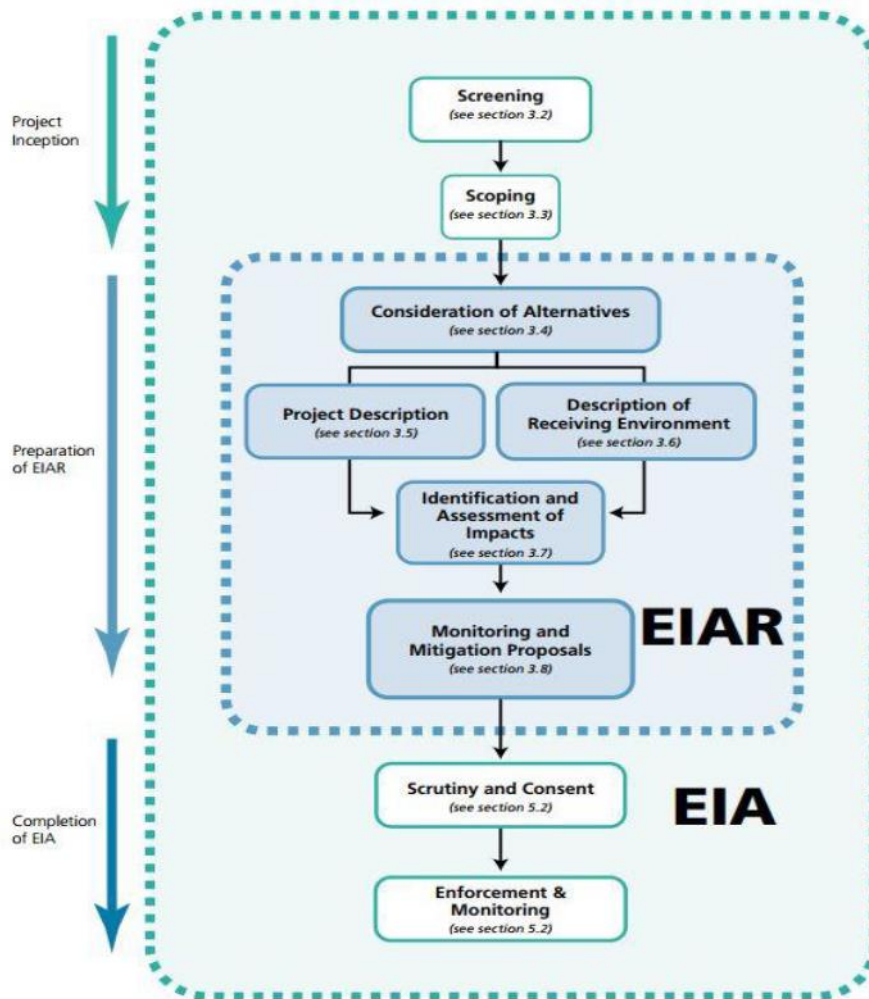 Project
Inception
Screening
(see section 3.2)
Scoping
(see section 3.3)
Preparation
of EIAR
Consideration of Alternatives
(see section 3.4)
Project Description
(see section 3.5)
Description of
Receiving Environment
(see section 3.6)
Identification and
Assessment of
Impacts
(see section 3.7)
Monitoring and
Mitigation Proposals
(see section 3.8)
EIAR
Completion
of EIA
Scrutiny and Consent
(see section 5.2)
EIA
Enforcement &
Monitoring
(see section 5.2)